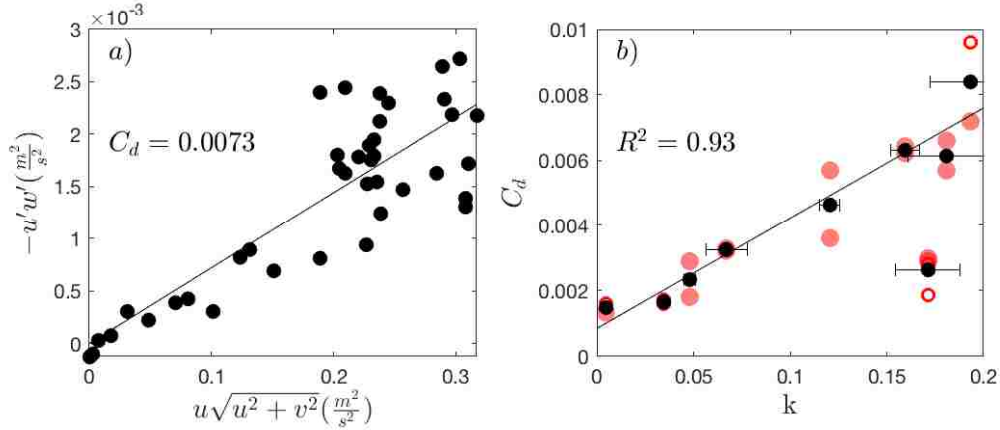 ×10⁻³
a)
3
2.5
2
1.5
1
0.5
0
C_d = 0.0073
−u′w′(m²/s²)
0 0.1 0.2 0.3
u√(u² + v²)(m²/s²)
b)
0.01
0.008
0.006
0.004
0.002
0
R² = 0.93
C_d
0 0.05 0.1 0.15 0.2
k